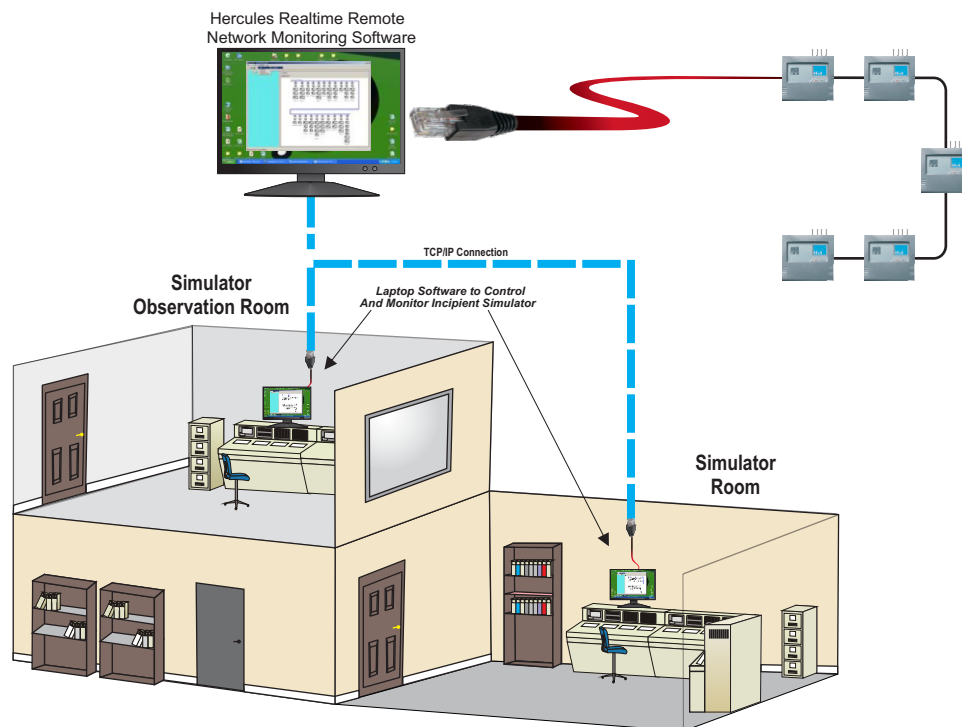 Hercules Realtime Remote
Network Monitoring Software
TCP/IP Connection
Simulator
Observation Room
Laptop Software to Control
And Monitor Incipient Simulator
Simulator
Room